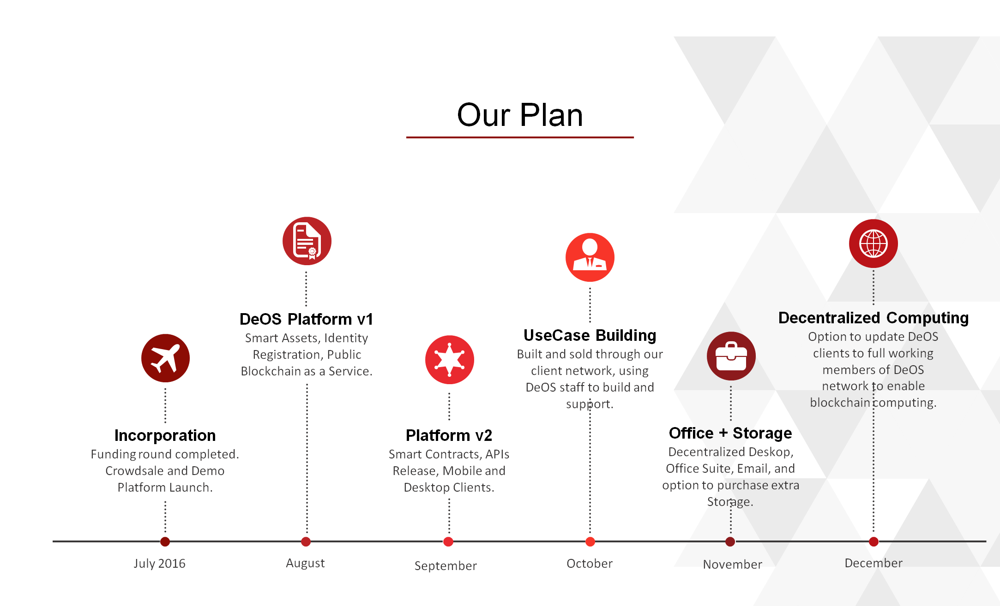 Our Plan
Incorporation
Funding round completed.
Crowdsale and Demo
Platform Launch.
July 2016
DeOS Platform v1
Smart Assets, Identity
Registration, Public
Blockchain as a Service.
August
Platform v2
Smart Contracts, APIs
Release, Mobile and
Desktop Clients.
September
UseCase Building
Built and sold through our
client network, using
DeOS staff to build and
support.
October
Office + Storage
Decentralized Deskop,
Office Suite, Email, and
option to purchase extra
Storage.
November
Decentralized Computing
Option to update DeOS
clients to full working
members of DeOS
network to enable
blockchain computing.
December